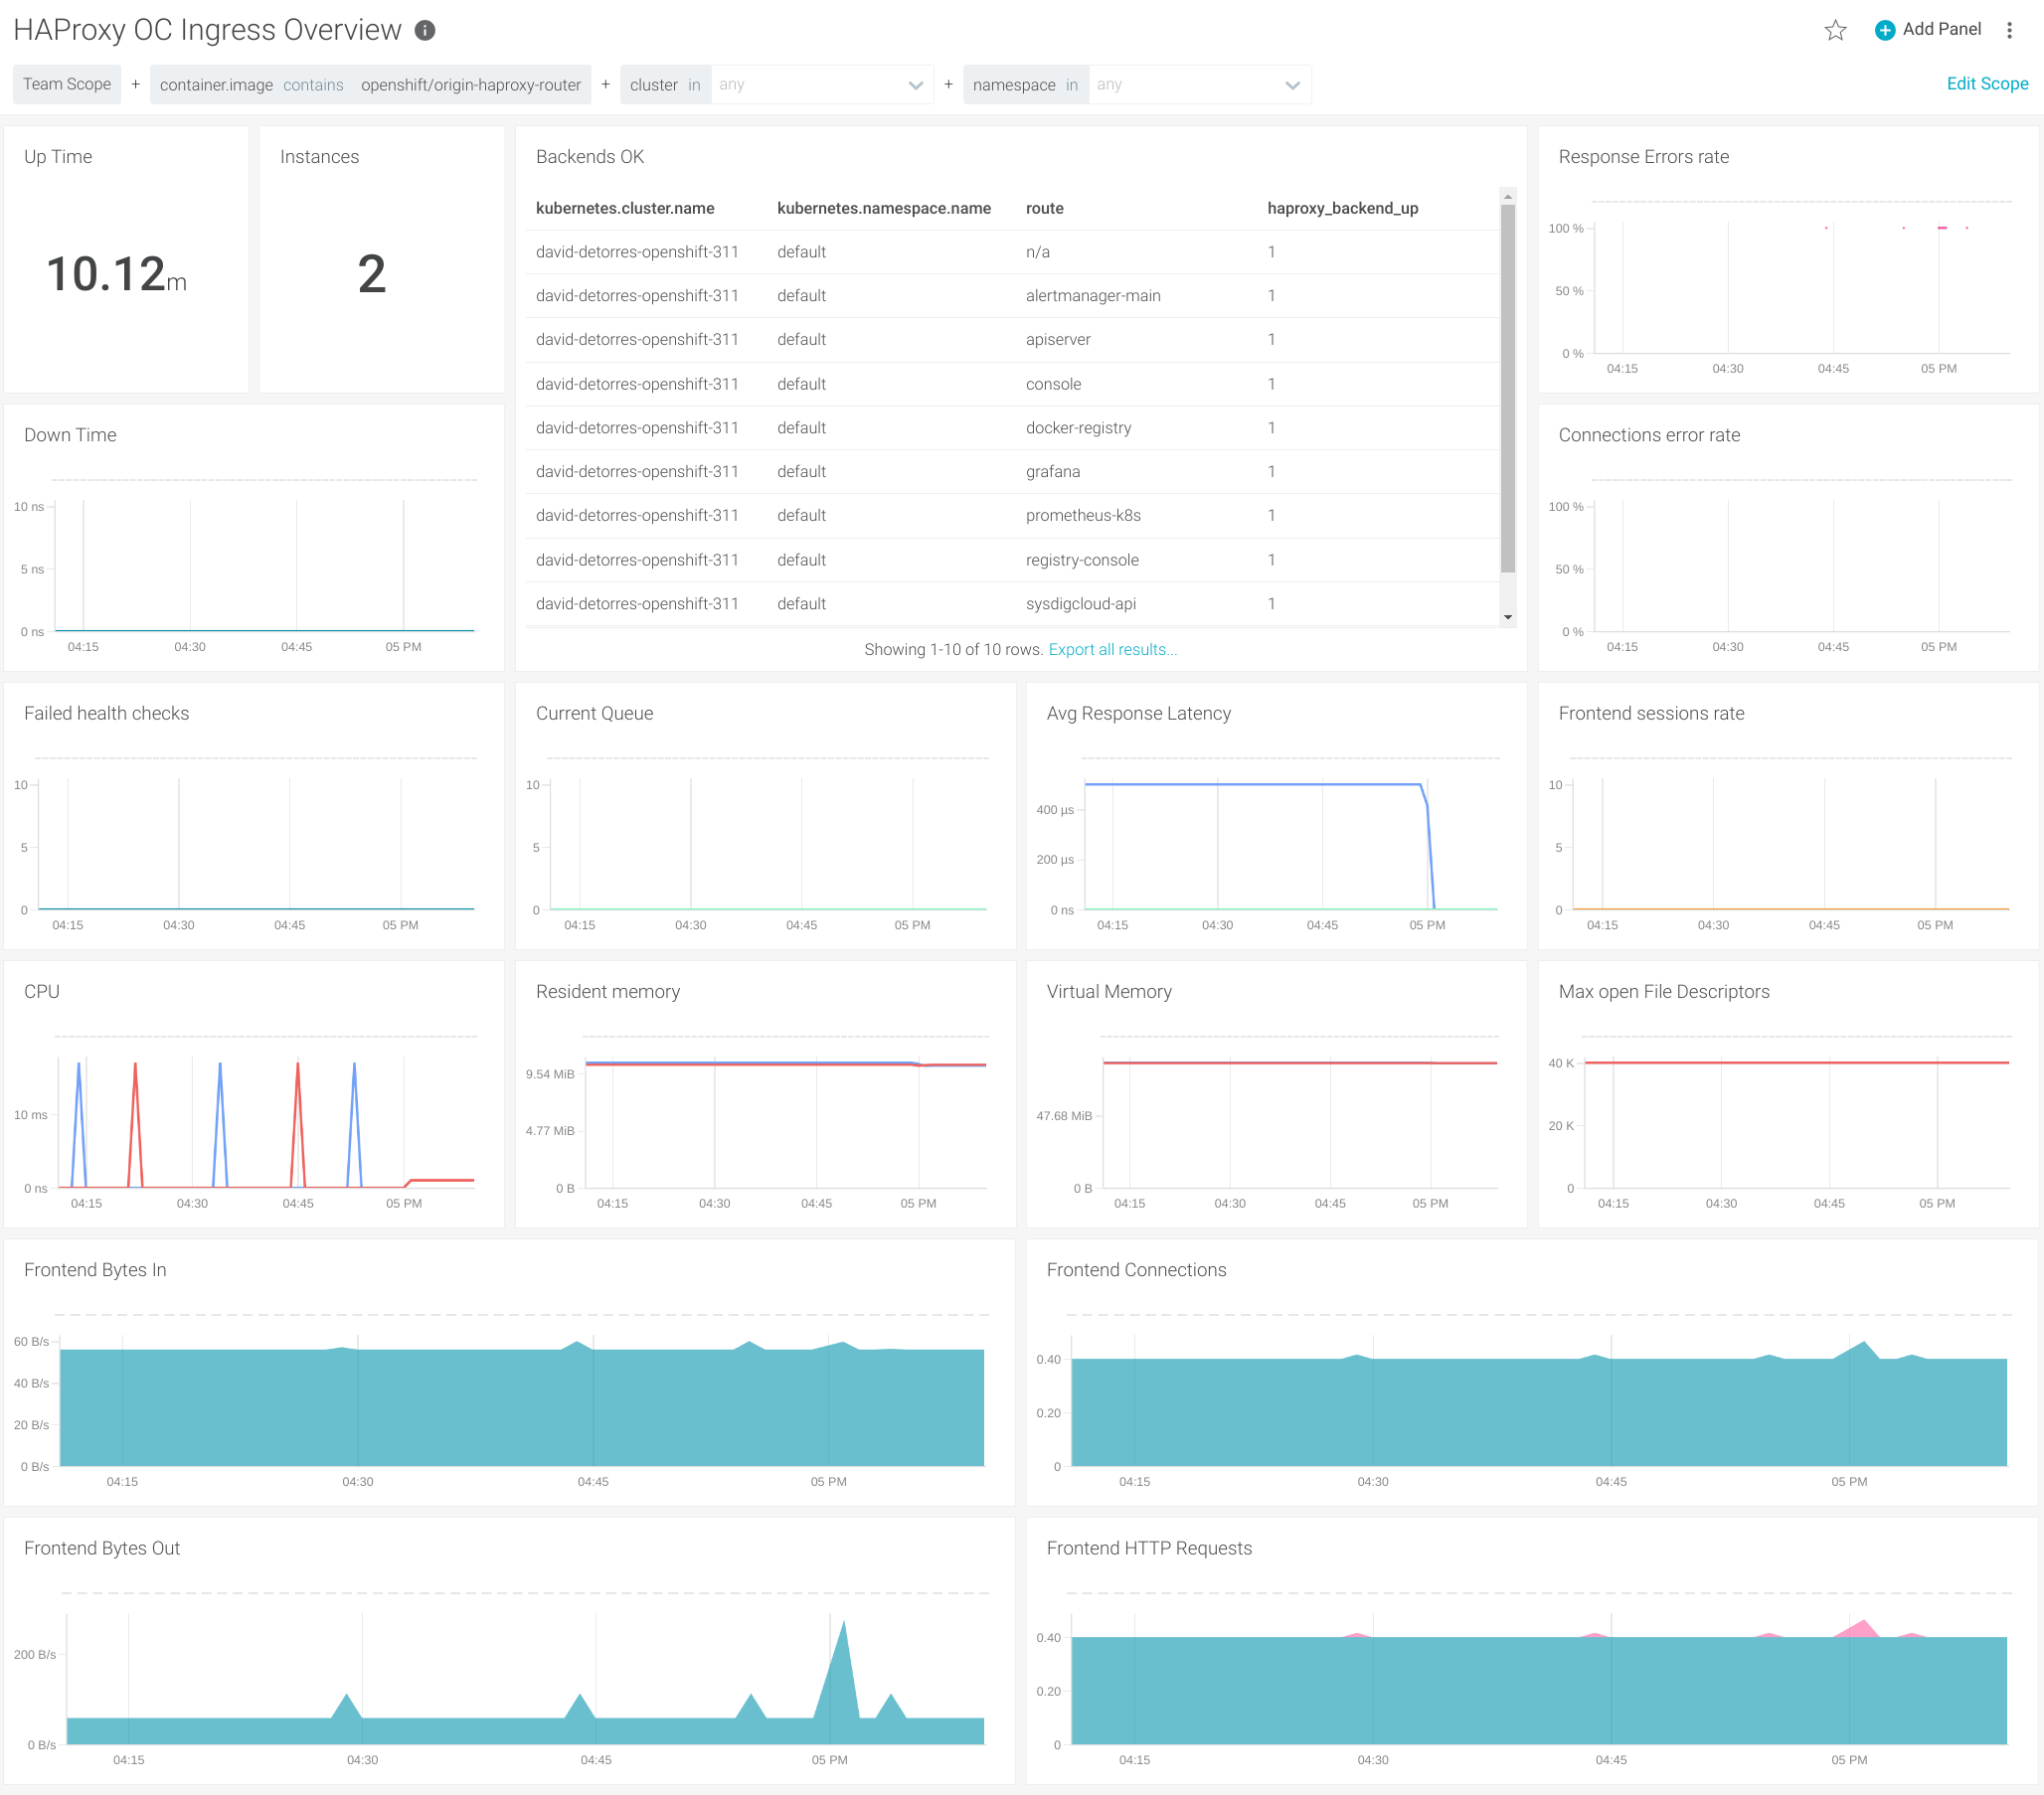 HAProxy OC Ingress Overview
Add Panel
Team Scope + container.image contains openshift/origin-haproxy-router + cluster in any + namespace in any
Edit Scope
Up Time
10.12m
Instances
2
Backends OK
kubernetes.cluster.name kubernetes.namespace.name route haproxy_backend_up
david-detorres-openshift-311 default n/a 1
david-detorres-openshift-311 default alertmanager-main 1
david-detorres-openshift-311 default apiserver 1
david-detorres-openshift-311 default console 1
david-detorres-openshift-311 default docker-registry 1
david-detorres-openshift-311 default grafana 1
david-detorres-openshift-311 default prometheus-k8s 1
david-detorres-openshift-311 default registry-console 1
david-detorres-openshift-311 default sysdigcloud-api 1
Showing 1-10 of 10 rows. Export all results...
Response Errors rate
100 %
50 %
0 %
04:15 04:30 04:45 05 PM
Down Time
10 ns
5 ns
0 ns
04:15 04:30 04:45 05 PM
Connections error rate
100 %
50 %
0 %
04:15 04:30 04:45 05 PM
Failed health checks
10
5
0
04:15 04:30 04:45 05 PM
Current Queue
10
5
0
04:15 04:30 04:45 05 PM
Avg Response Latency
400 µs
200 µs
0 ns
04:15 04:30 04:45 05 PM
Frontend sessions rate
10
5
0
04:15 04:30 04:45 05 PM
CPU
10 ms
0 ns
04:15 04:30 04:45 05 PM
Resident memory
9.54 MiB
4.77 MiB
0 B
04:15 04:30 04:45 05 PM
Virtual Memory
47.68 MiB
0 B
04:15 04:30 04:45 05 PM
Max open File Descriptors
40 K
20 K
0
04:15 04:30 04:45 05 PM
Frontend Bytes In
60 B/s
40 B/s
20 B/s
0 B/s
04:15 04:30 04:45 05 PM
Frontend Connections
0.40
0.20
0
04:15 04:30 04:45 05 PM
Frontend Bytes Out
200 B/s
0 B/s
04:15 04:30 04:45 05 PM
Frontend HTTP Requests
0.40
0.20
0
04:15 04:30 04:45 05 PM